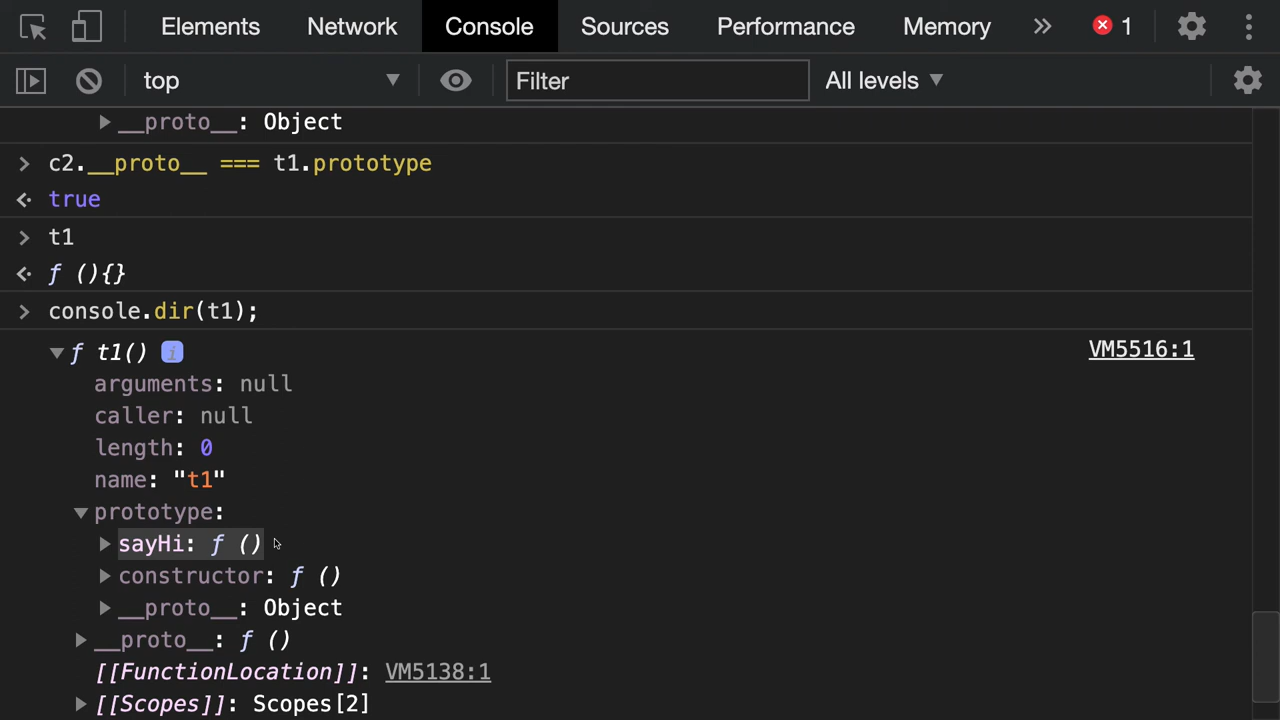 Elements Network Console Sources Performance Memory » 1
top Filter All levels
__proto__: Object
c2.__proto__ === t1.prototype
true
t1
ƒ (){}
console.dir(t1);
ƒ t1() i VM5516:1
arguments: null
caller: null
length: 0
name: "t1"
prototype:
sayHi: ƒ ()
constructor: ƒ ()
__proto__: Object
__proto__: ƒ ()
[[FunctionLocation]]: VM5138:1
[[Scopes]]: Scopes[2]